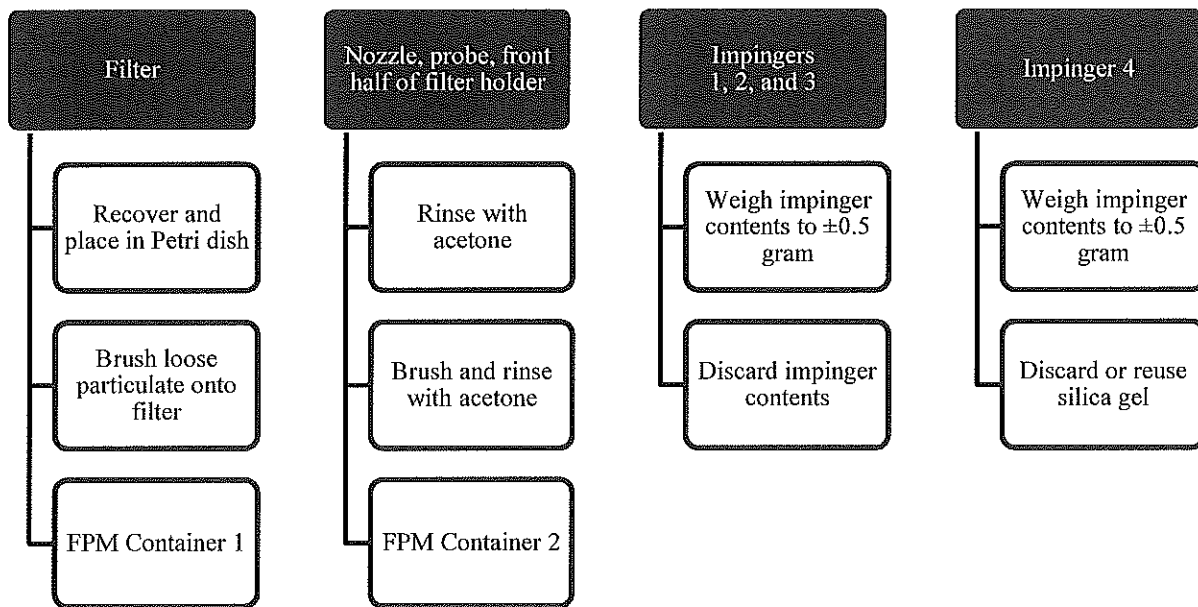 Filter
Recover and
place in Petri dish
Brush loose
particulate onto
filter
FPM Container 1
Nozzle, probe, front
half of filter holder
Rinse with
acetone
Brush and rinse
with acetone
FPM Container 2
Impingers
1, 2, and 3
Weigh impinger
contents to ±0.5
gram
Discard impinger
contents
Impinger 4
Weigh impinger
contents to ±0.5
gram
Discard or reuse
silica gel